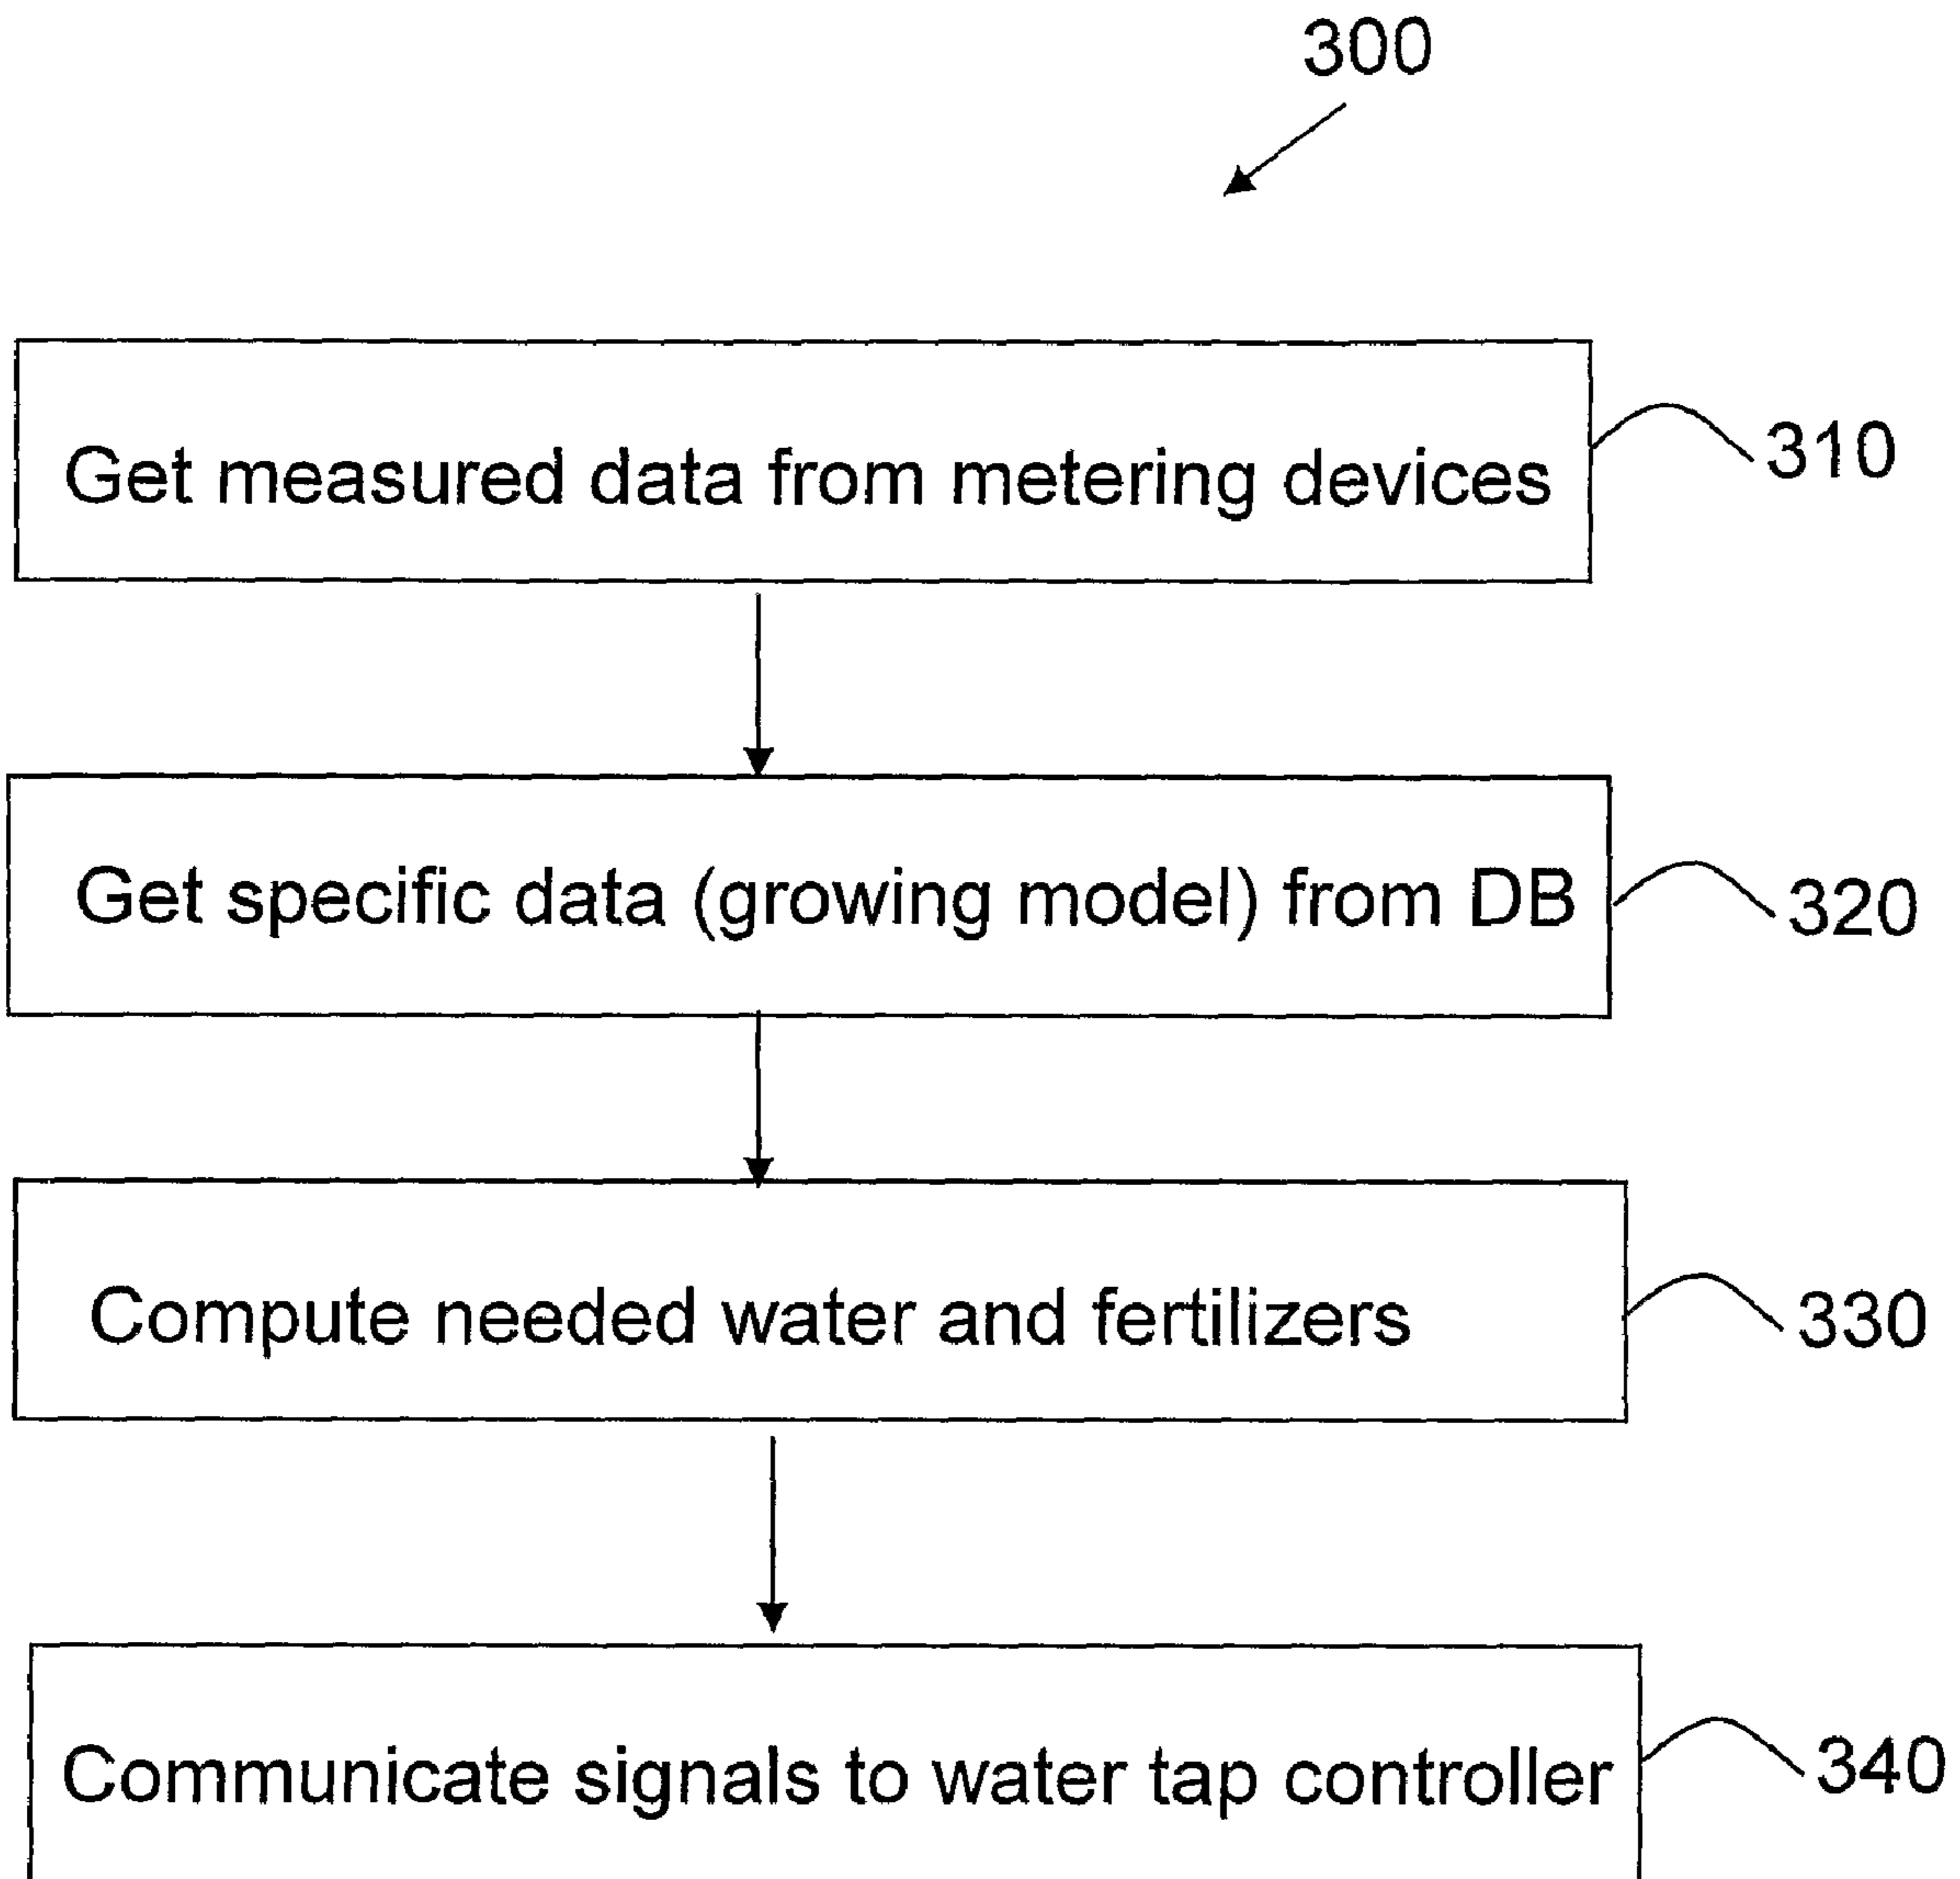 300
Get measured data from metering devices
310
Get specific data (growing model) from DB
320
Compute needed water and fertilizers
330
Communicate signals to water tap controller
340